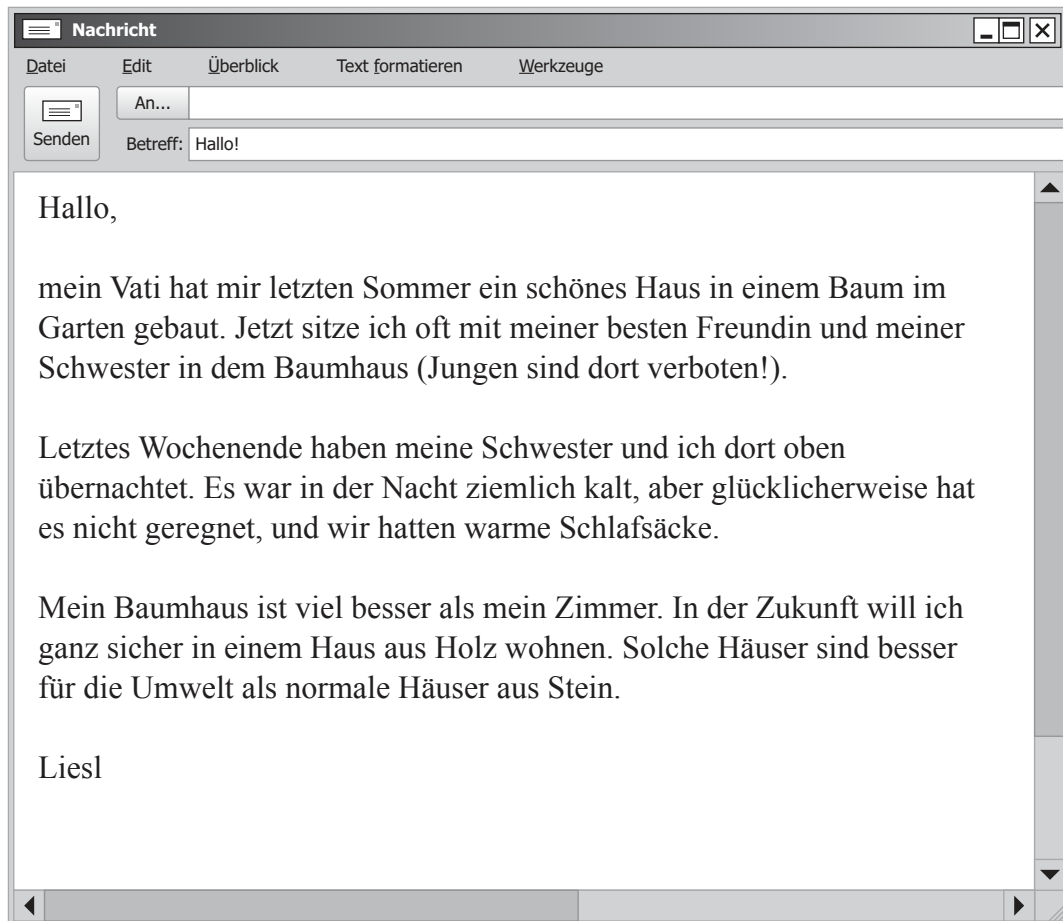 Nachricht
Datei Edit Überblick Text formatieren Werkzeuge
An...
Senden
Betreff: Hallo!
Hallo,
mein Vati hat mir letzten Sommer ein schönes Haus in einem Baum im
Garten gebaut. Jetzt sitze ich oft mit meiner besten Freundin und meiner
Schwester in dem Baumhaus (Jungen sind dort verboten!).
Letztes Wochenende haben meine Schwester und ich dort oben
übernachtet. Es war in der Nacht ziemlich kalt, aber glücklicherweise hat
es nicht geregnet, und wir hatten warme Schlafsäcke.
Mein Baumhaus ist viel besser als mein Zimmer. In der Zukunft will ich
ganz sicher in einem Haus aus Holz wohnen. Solche Häuser sind besser
für die Umwelt als normale Häuser aus Stein.
Liesl